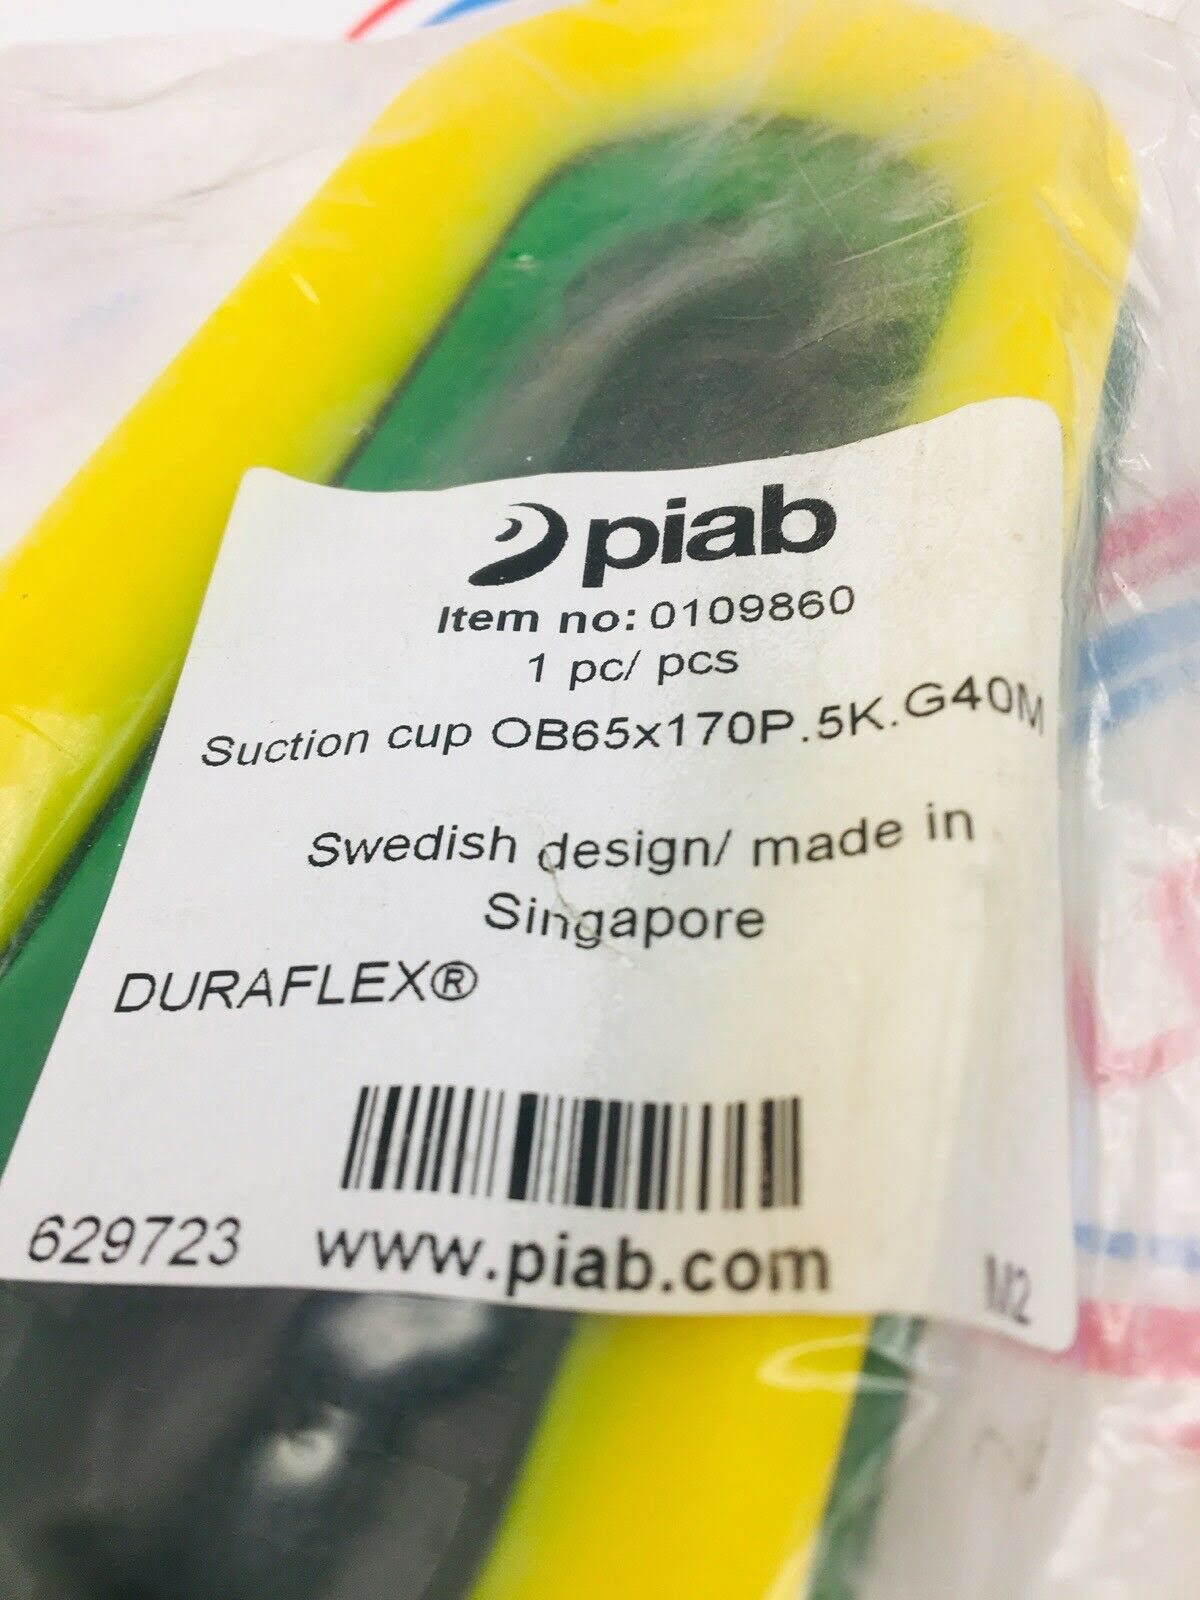 piab
Item no: 0109860
1 pc/ pcs
Suction cup OB65x170P.5K.G40M
Swedish design/ made in
Singapore
DURAFLEX®
629723 www.piab.com M2